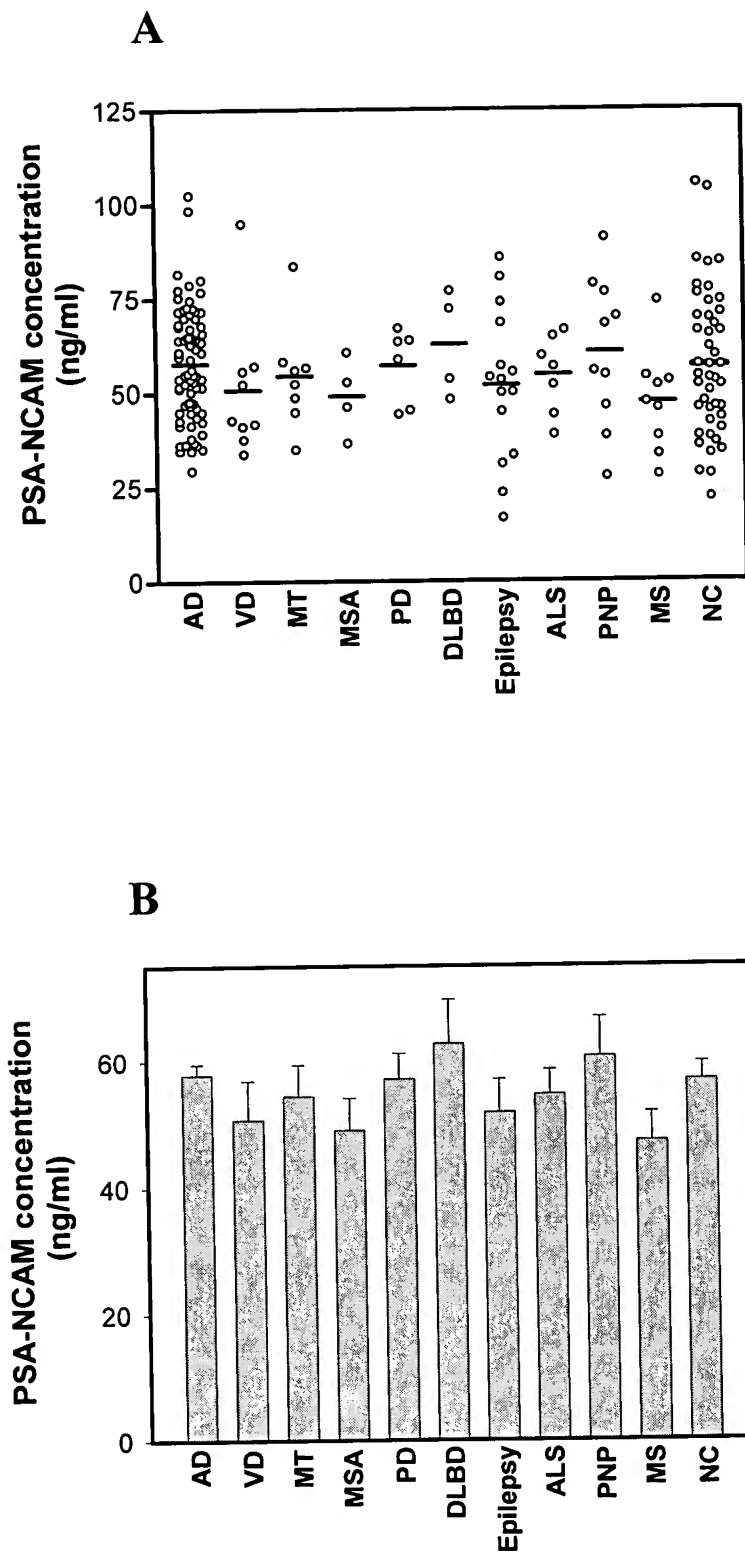 A
PSA-NCAM concentration
(ng/ml)
125
100
75
50
25
0
AD
VD
MT
MSA
PD
DLBD
Epilepsy
ALS
PNP
MS
NC
B
PSA-NCAM concentration
(ng/ml)
60
40
20
0
AD
VD
MT
MSA
PD
DLBD
Epilepsy
ALS
PNP
MS
NC